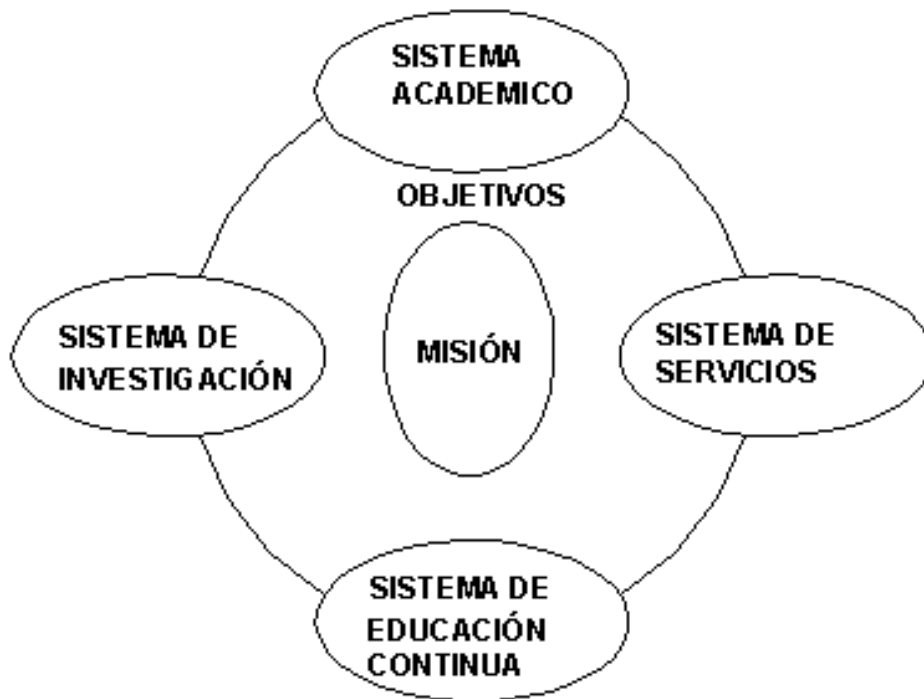 SISTEMA
ACADEMICO
OBJETIVOS
SISTEMA DE
INVESTIGACIÓN
MISIÓN
SISTEMA DE
SERVICIOS
SISTEMA DE
EDUCACIÓN
CONTINUA